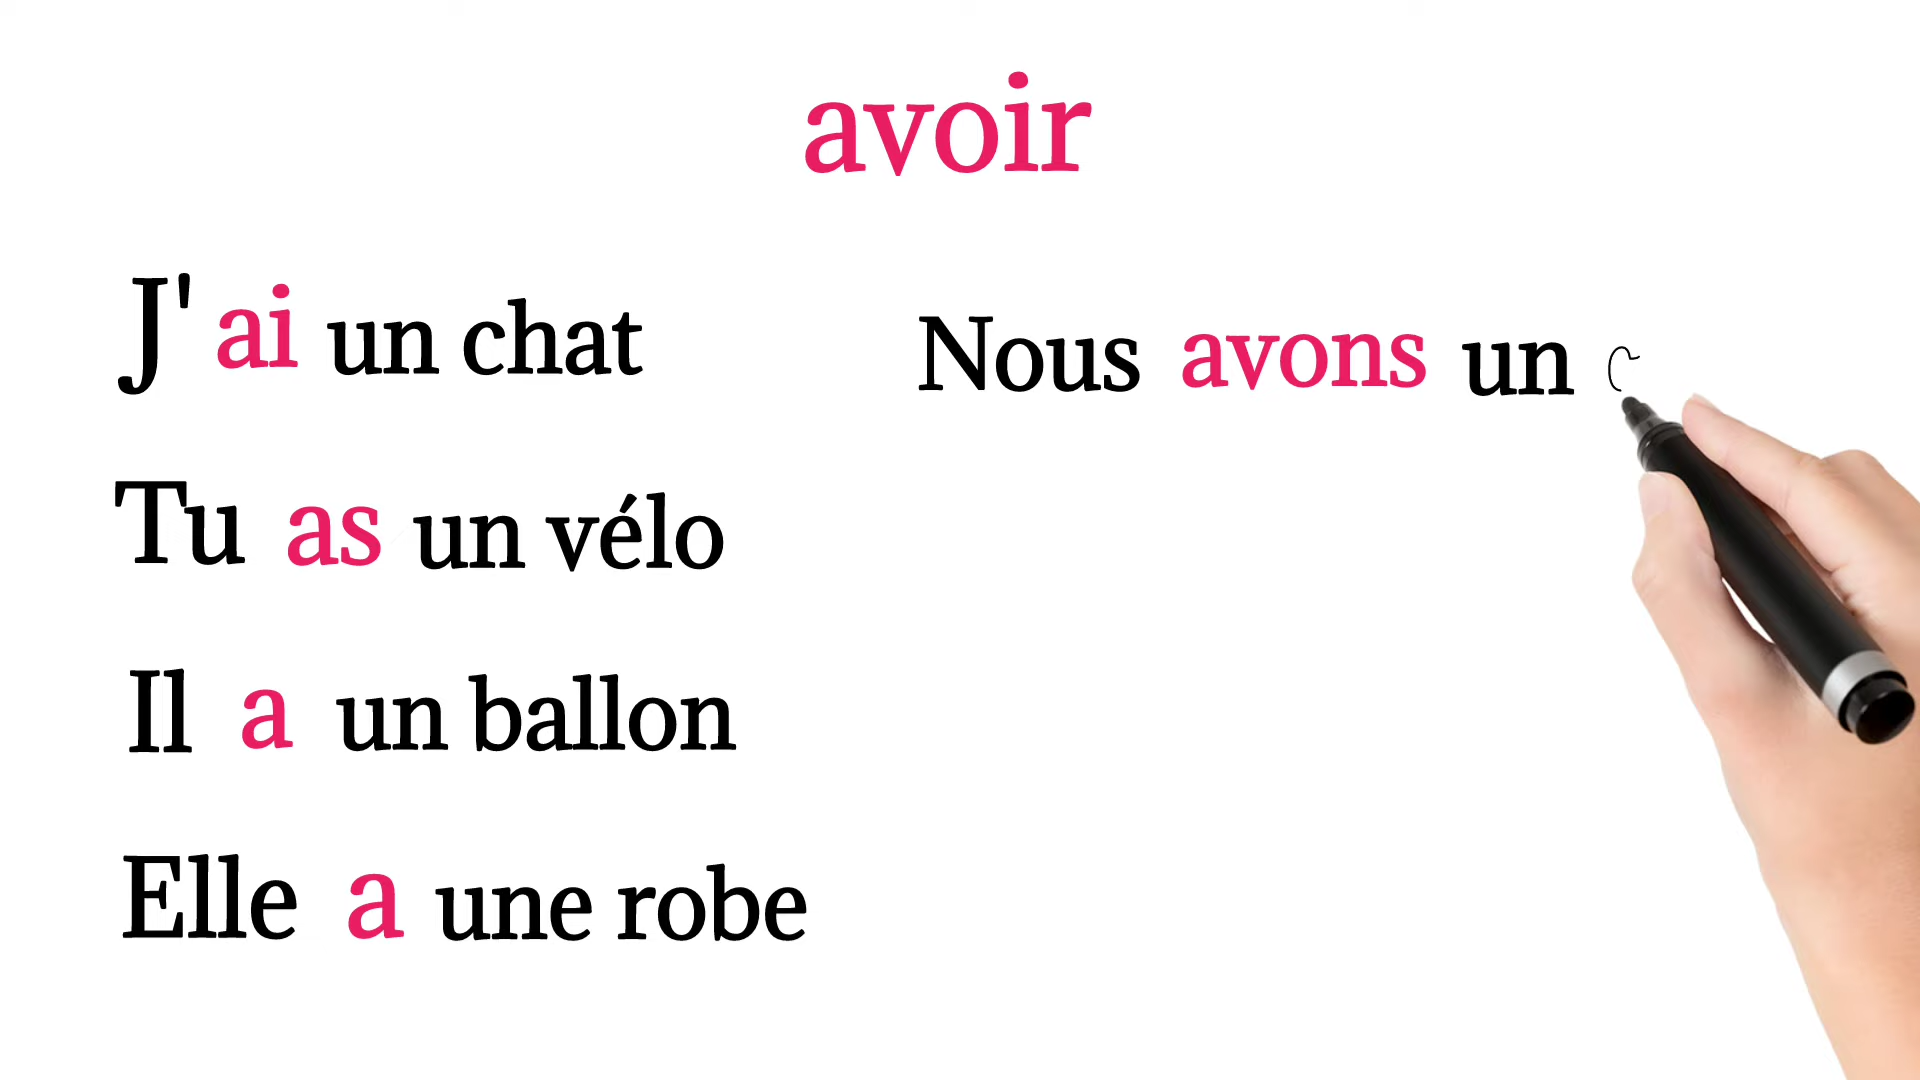 avoir
J'ai un chat
Tu as un vélo
Il a un ballon
Elle a une robe
Nous avons un